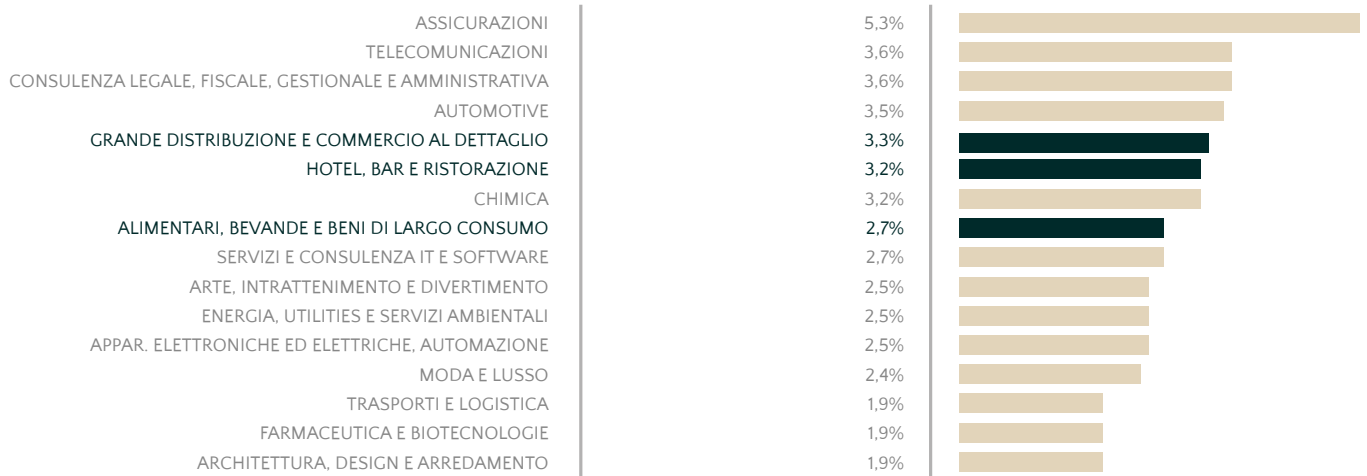 ASSICURAZIONI 5,3%
TELECOMUNICAZIONI 3,6%
CONSULENZA LEGALE, FISCALE, GESTIONALE E AMMINISTRATIVA 3,6%
AUTOMOTIVE 3,5%
GRANDE DISTRIBUZIONE E COMMERCIO AL DETTAGLIO 3,3%
HOTEL, BAR E RISTORAZIONE 3,2%
CHIMICA 3,2%
ALIMENTARI, BEVANDE E BENI DI LARGO CONSUMO 2,7%
SERVIZI E CONSULENZA IT E SOFTWARE 2,7%
ARTE, INTRATTENIMENTO E DIVERTIMENTO 2,5%
ENERGIA, UTILITIES E SERVIZI AMBIENTALI 2,5%
APPAR. ELETTRONICHE ED ELETTRICHE, AUTOMAZIONE 2,5%
MODA E LUSSO 2,4%
TRASPORTI E LOGISTICA 1,9%
FARMACEUTICA E BIOTECNOLOGIE 1,9%
ARCHITETTURA, DESIGN E ARREDAMENTO 1,9%